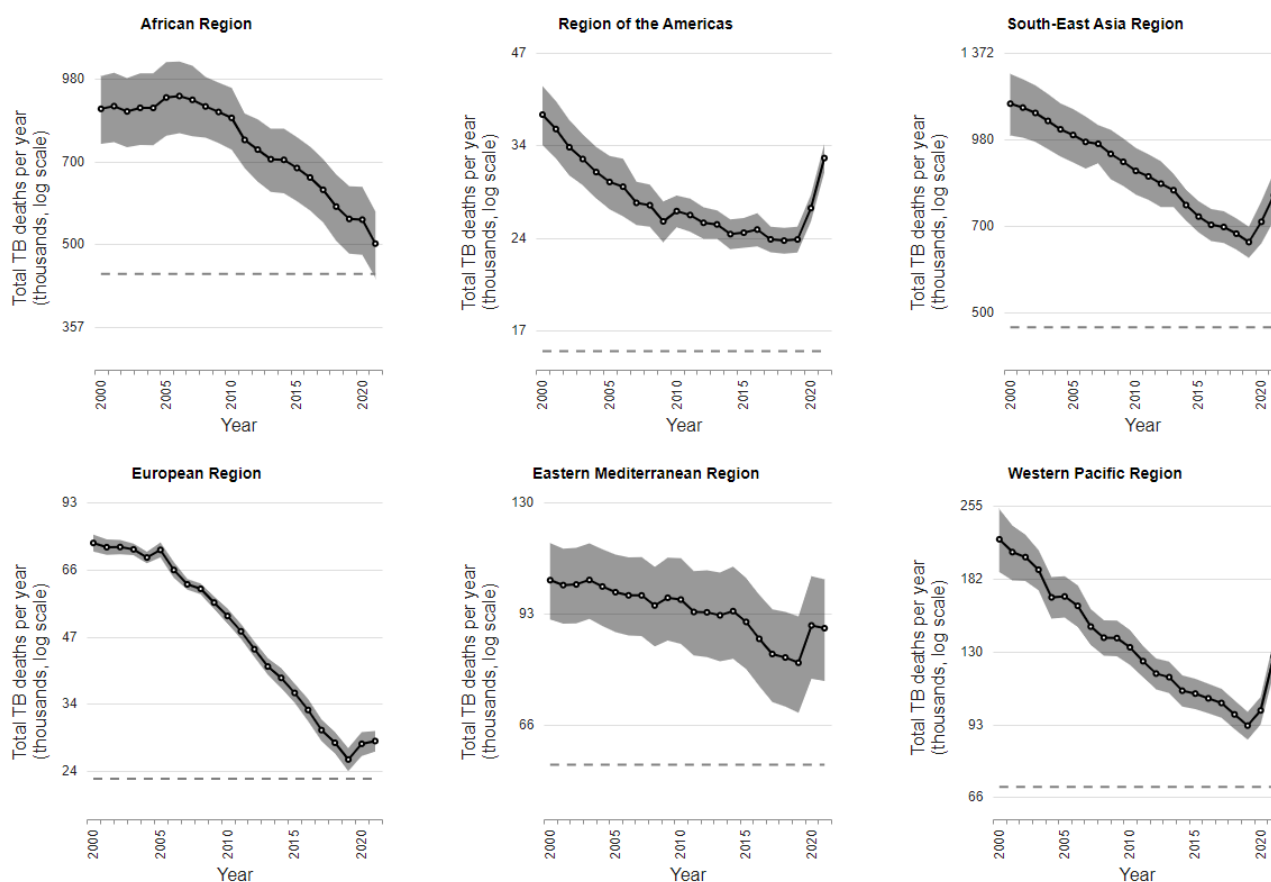 African Region
Total TB deaths per year
(thousands, log scale)
980
700
500
357
2000
2005
2010
2015
2020
Year
Region of the Americas
Total TB deaths per year
(thousands, log scale)
47
34
24
17
2000
2005
2010
2015
2020
Year
South-East Asia Region
Total TB deaths per year
(thousands, log scale)
1 372
980
700
500
2000
2005
2010
2015
2020
Year
European Region
Total TB deaths per year
(thousands, log scale)
93
66
47
34
24
2000
2005
2010
2015
2020
Year
Eastern Mediterranean Region
Total TB deaths per year
(thousands, log scale)
130
93
66
2000
2005
2010
2015
2020
Year
Western Pacific Region
Total TB deaths per year
(thousands, log scale)
255
182
130
93
66
2000
2005
2010
2015
2020
Year